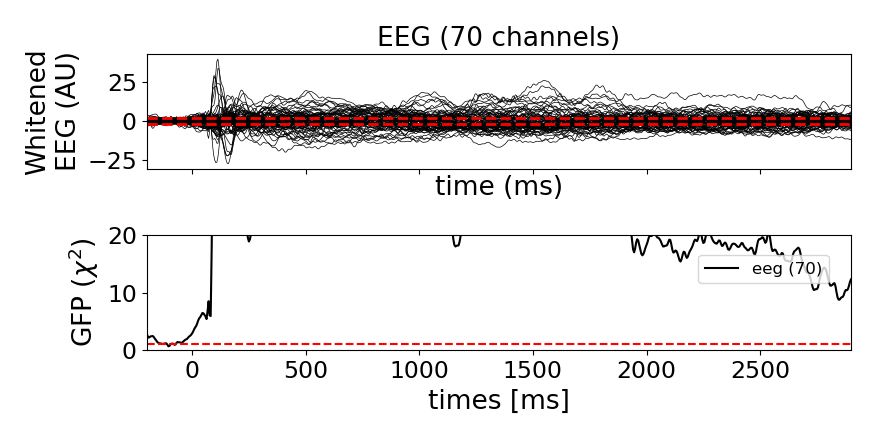 EEG (70 channels)
Whitened
EEG (AU)
25
0
−25
time (ms)
GFP (χ²)
20
10
0
eeg (70)
0 500 1000 1500 2000 2500
times [ms]